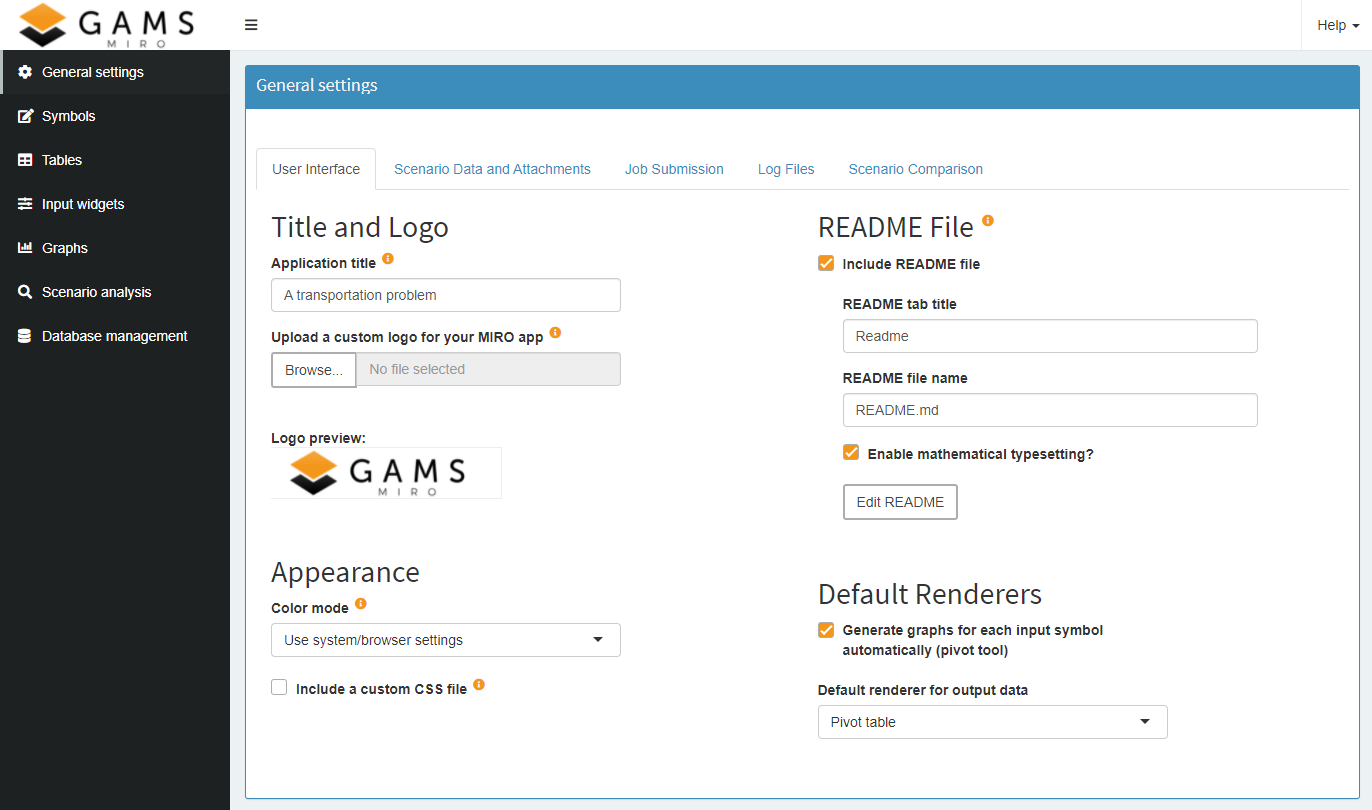 GAMS
MIRO
Help
General settings
Symbols
Tables
Input widgets
Graphs
Scenario analysis
Database management
General settings
User Interface
Scenario Data and Attachments
Job Submission
Log Files
Scenario Comparison
Title and Logo
Application title
A transportation problem
Upload a custom logo for your MIRO app
Browse...
No file selected
Logo preview:
GAMS
MIRO
Appearance
Color mode
Use system/browser settings
Include a custom CSS file
README File
Include README file
README tab title
Readme
README file name
README.md
Enable mathematical typesetting?
Edit README
Default Renderers
Generate graphs for each input symbol
automatically (pivot tool)
Default renderer for output data
Pivot table